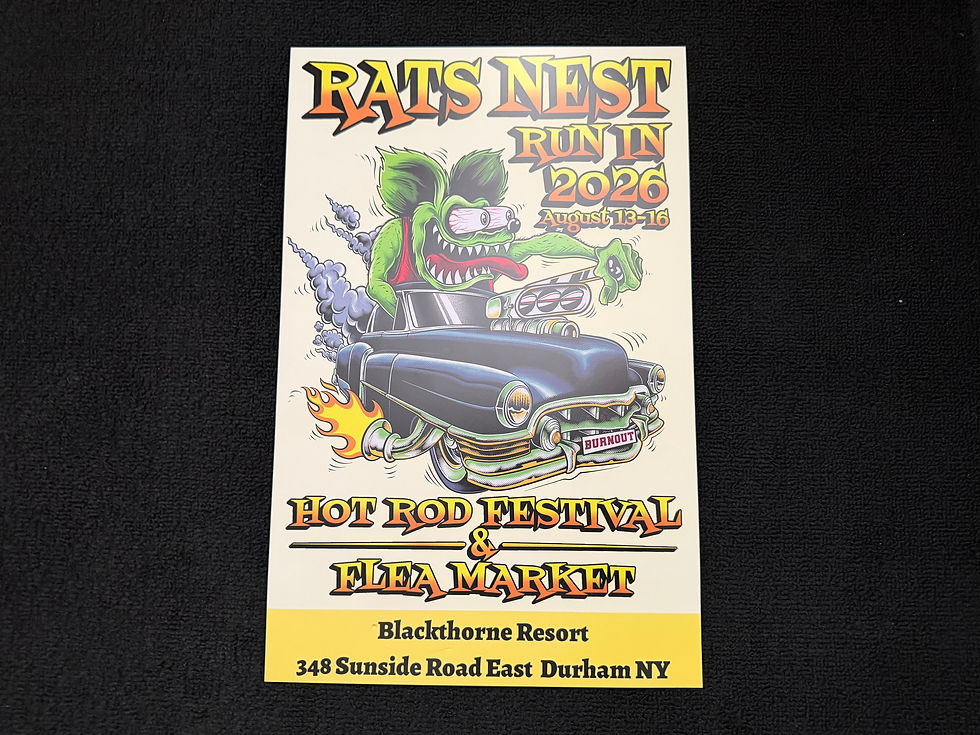 RATS NEST
RUN IN
2026
August 13-16
BURNOUT
HOT ROD FESTIVAL
&
FLEA MARKET
Blackthorne Resort
348 Sunside Road East Durham NY